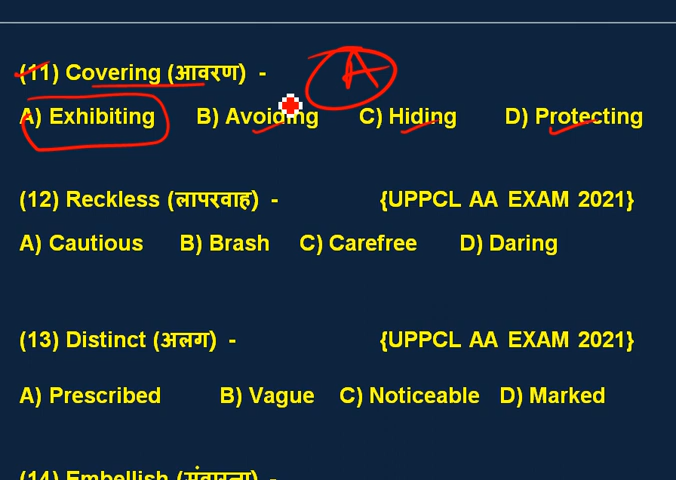 (11) Covering (आवरण) -
A
A) Exhibiting B) Avoiding C) Hiding D) Protecting
(12) Reckless (लापरवाह) - {UPPCL AA EXAM 2021}
A) Cautious B) Brash C) Carefree D) Daring
(13) Distinct (अलग) - {UPPCL AA EXAM 2021}
A) Prescribed B) Vague C) Noticeable D) Marked
(14) Embellish (संवारना) -